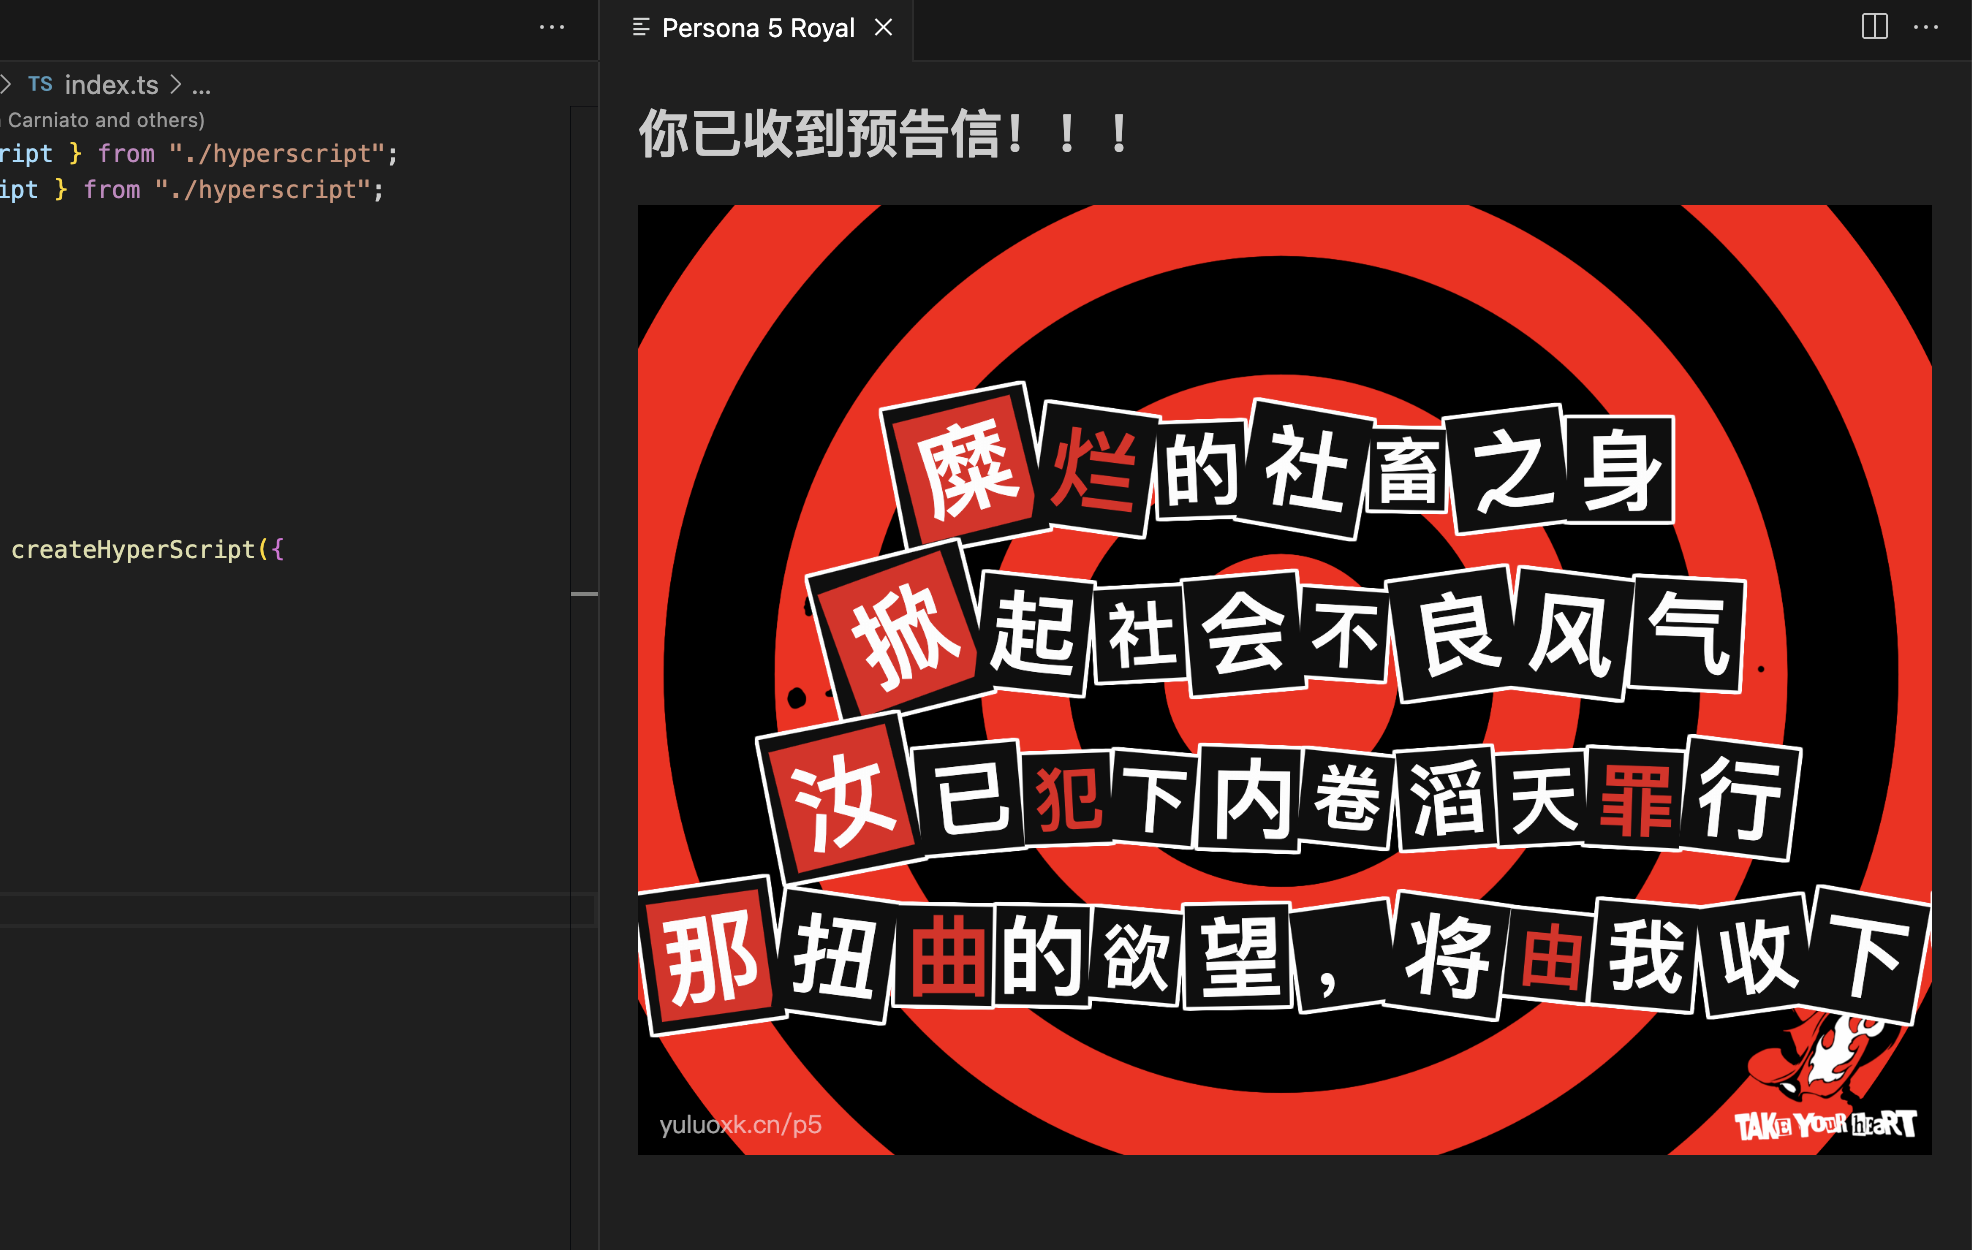 Persona 5 Royal
TS index.ts > ...
Carniato and others)
ript } from "./hyperscript";
ipt } from "./hyperscript";
createHyperScript({
你已收到预告信！！！
糜烂的社畜之身
掀起社会不良风气
汝已犯下内卷滔天罪行
那扭曲的欲望，将由我收下
yuluoxk.cn/p5
TAKE YOUR HEART